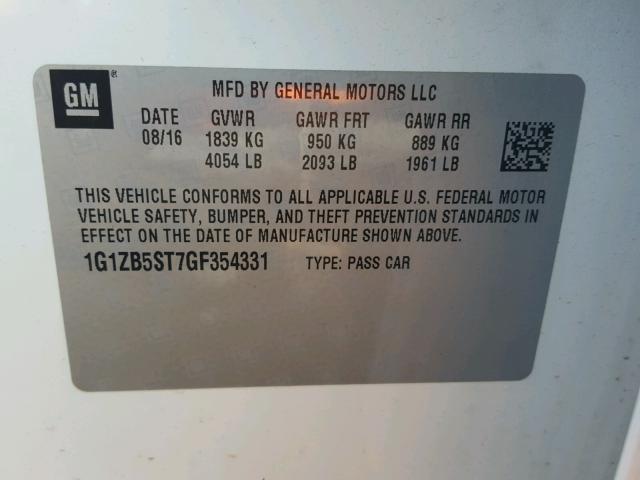 GM ® MFD BY GENERAL MOTORS LLC
DATE GVWR GAWR FRT GAWR RR
08/16 1839 KG 950 KG 889 KG
4054 LB 2093 LB 1961 LB
THIS VEHICLE CONFORMS TO ALL APPLICABLE U.S. FEDERAL MOTOR
VEHICLE SAFETY, BUMPER, AND THEFT PREVENTION STANDARDS IN
EFFECT ON THE DATE OF MANUFACTURE SHOWN ABOVE.
1G1ZB5ST7GF354331 TYPE: PASS CAR